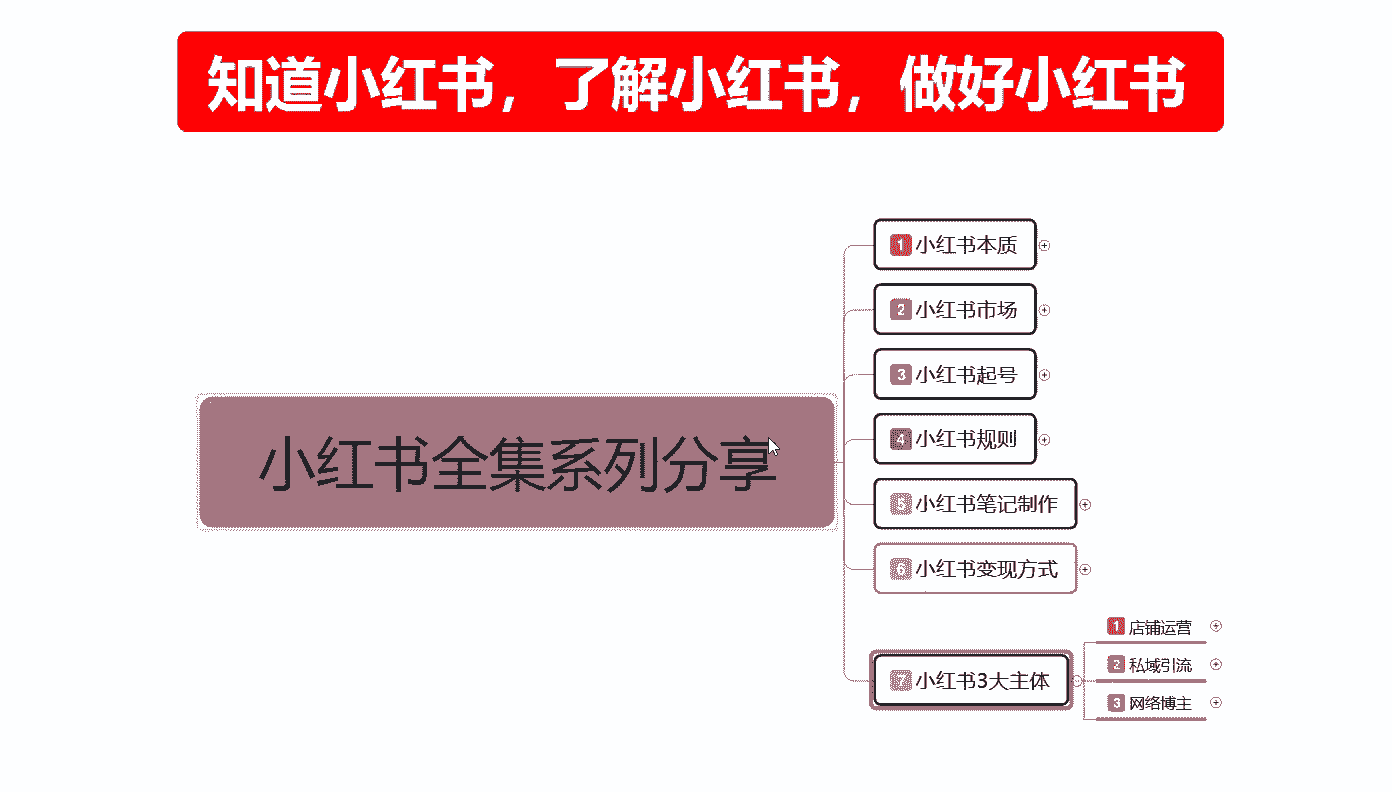 知道小红书，了解小红书，做好小红书
1 小红书本质
2 小红书市场
3 小红书起号
4 小红书规则
小红书全集系列分享
5 小红书笔记制作
6 小红书变现方式
7 小红书3大主体
1 店铺运营
2 私域引流
3 网络博主